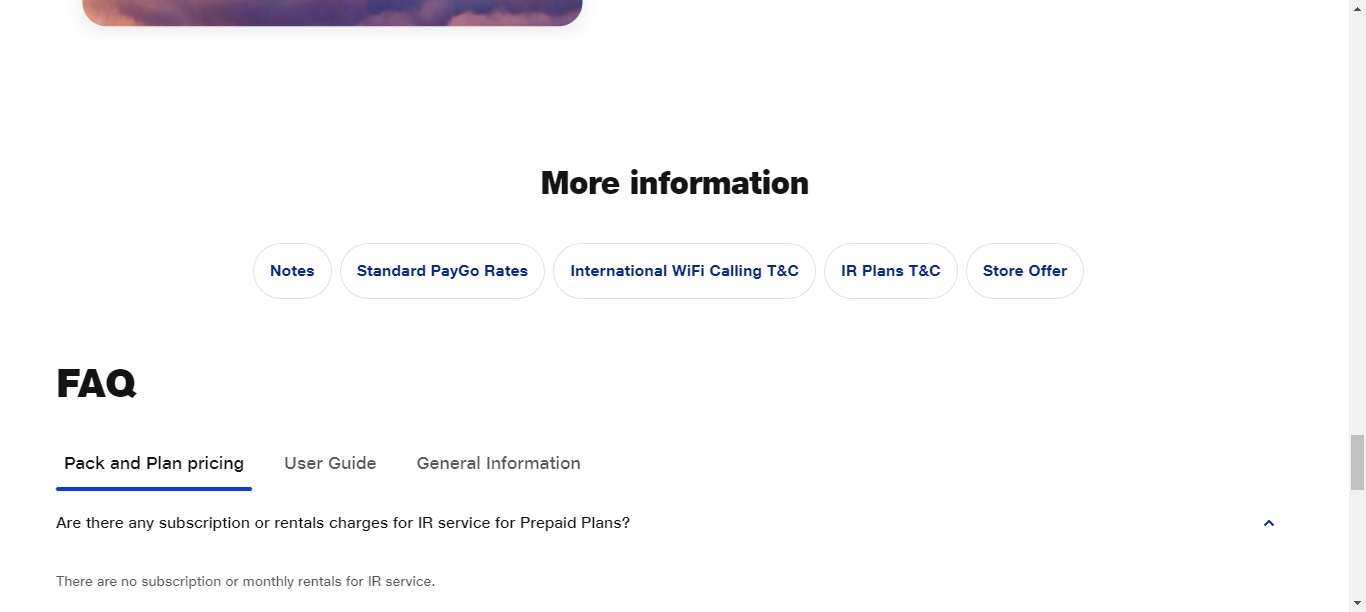 More information
Notes
Standard PayGo Rates
International WiFi Calling T&C
IR Plans T&C
Store Offer
FAQ
Pack and Plan pricing
User Guide
General Information
Are there any subscription or rentals charges for IR service for Prepaid Plans?
There are no subscription or monthly rentals for IR service.